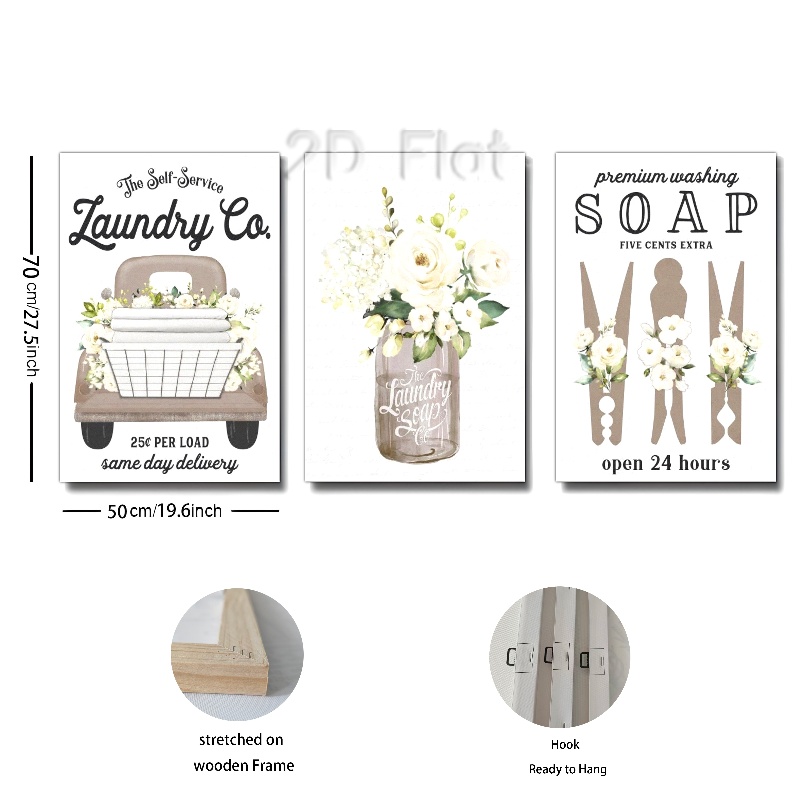 2D Flat
The Self-Service
Laundry Co.
25¢ PER LOAD
same day delivery
The
Laundry
Soap
Co.
premium washing
SOAP
FIVE CENTS EXTRA
open 24 hours
70cm/27.5inch
50cm/19.6inch
stretched on
wooden Frame
Hook
Ready to Hang